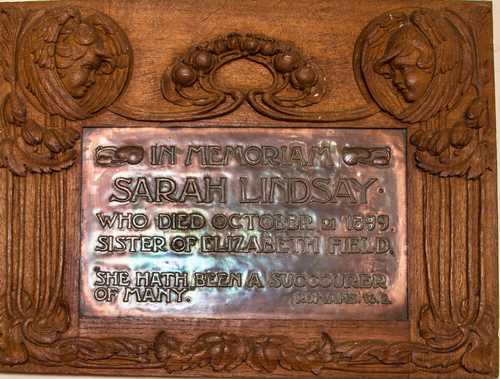 IN MEMORIAM
SARAH LINDSAY.
WHO DIED OCTOBER 21 1899.
SISTER OF ELIZABETH FIELD.
"SHE HATH BEEN A SUCCOURER
OF MANY."
ROMANS. 16. 2.